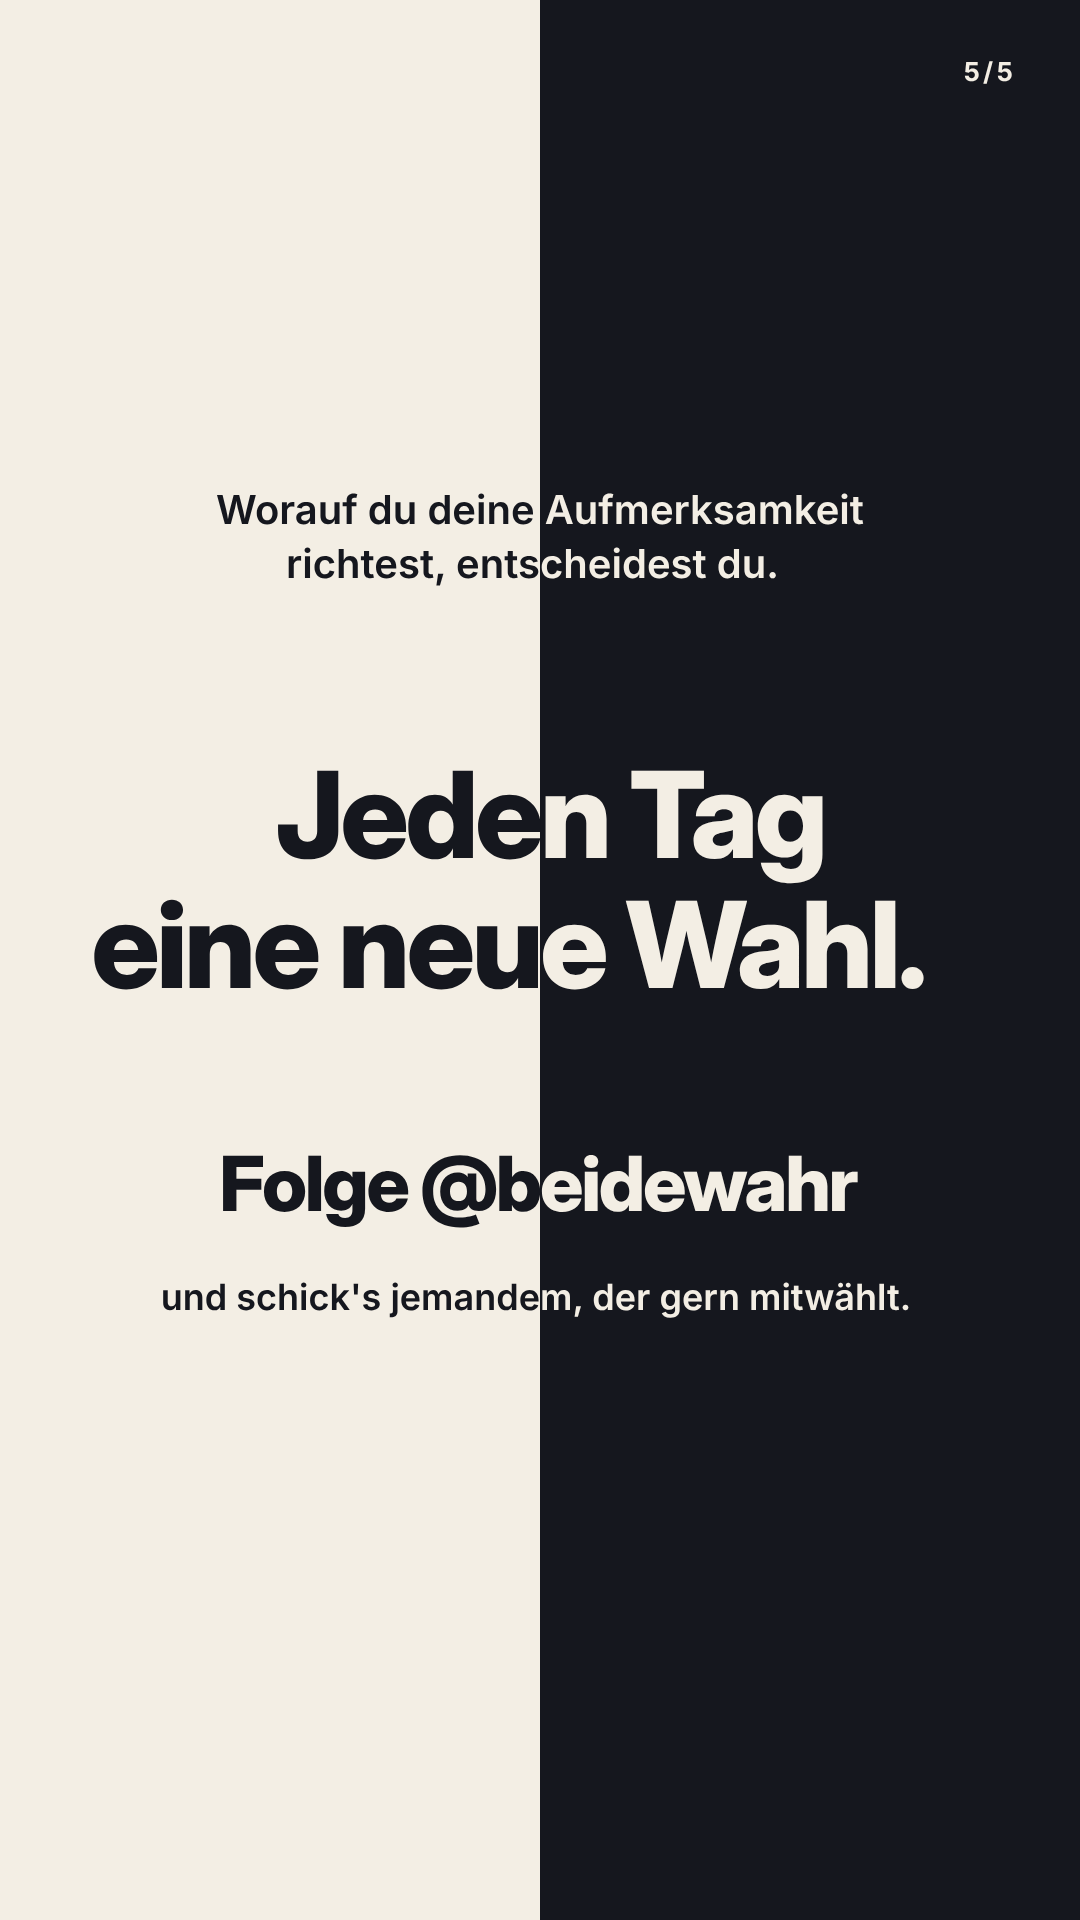 5/5
Worauf du deine Aufmerksamkeit
richtest, entscheidest du.
Jeden Tag
eine neue Wahl.
Folge @beidewahr
und schick's jemandem, der gern mitwählt.